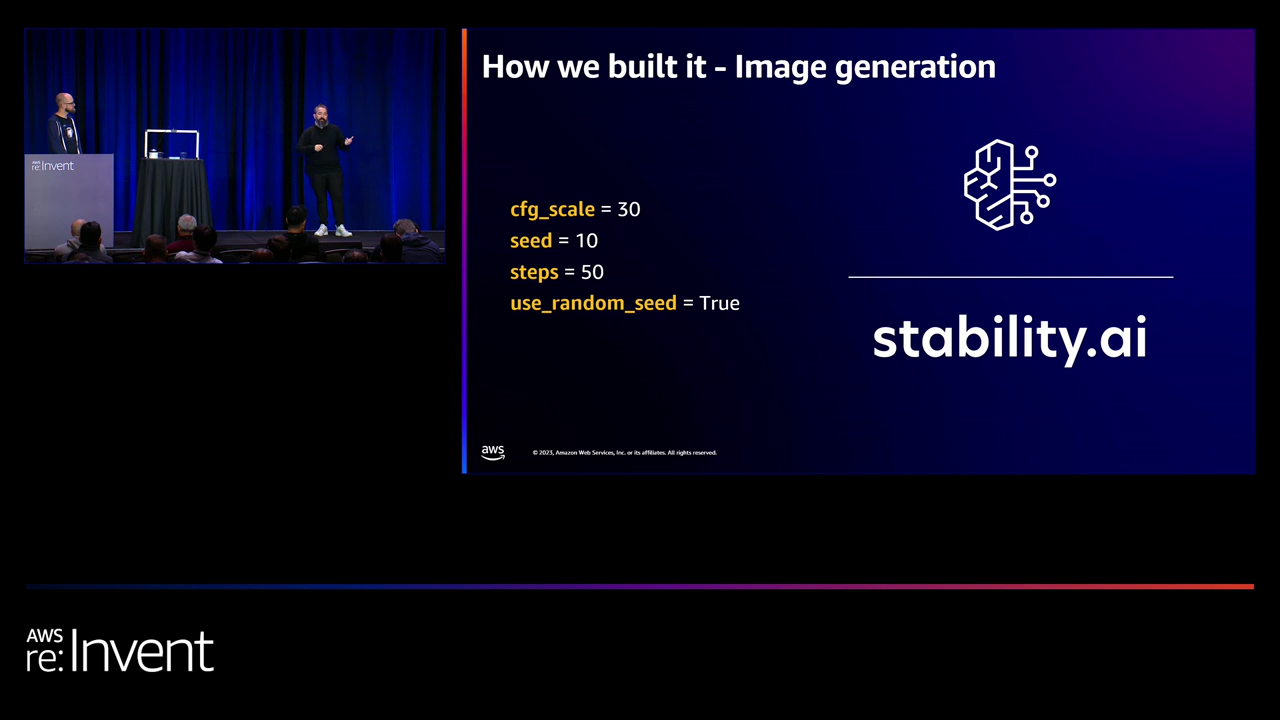 AWS
re:Invent
How we built it - Image generation
cfg_scale = 30
seed = 10
steps = 50
use_random_seed = True
stability.ai
aws
© 2023, Amazon Web Services, Inc. or its affiliates. All rights reserved.
AWS
re:Invent